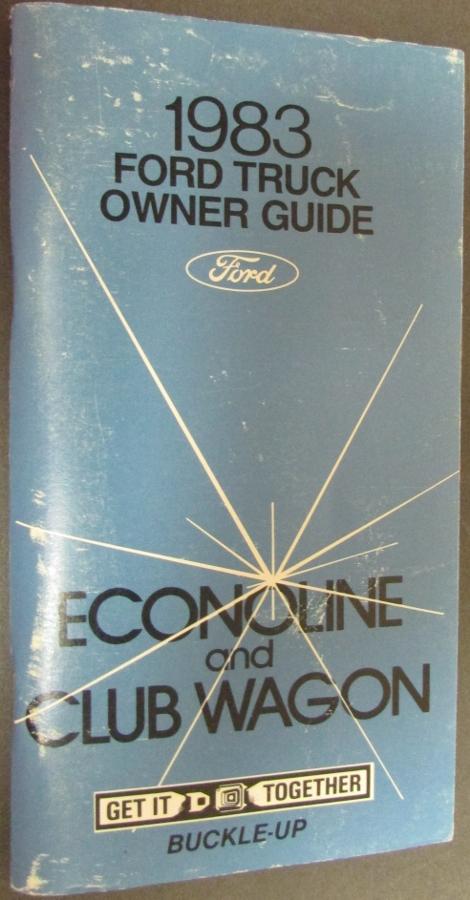 1983
FORD TRUCK
OWNER GUIDE
Ford
ECONOLINE
and
CLUB WAGON
GET IT TOGETHER
BUCKLE-UP